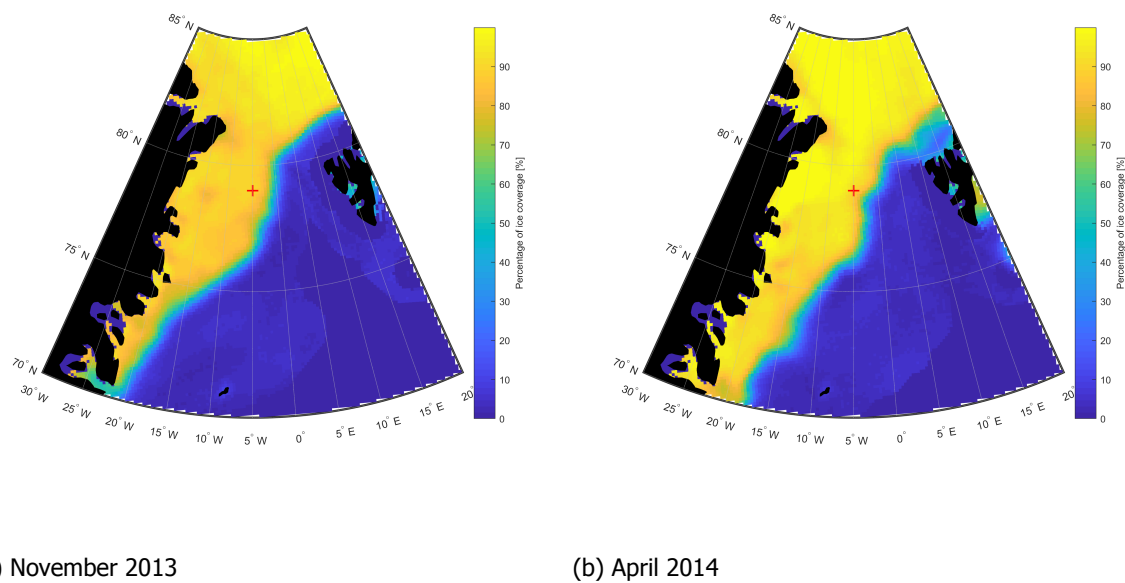 85° N
80° N
75° N
70° N
30° W
25° W
20° W
15° W
10° W
5° W
0°
5° E
10° E
15° E
20°
90
80
70
60
50
40
30
20
10
0
Percentage of ice coverage [%]
85° N
80° N
75° N
70° N
30° W
25° W
20° W
15° W
10° W
5° W
0°
5° E
10° E
15° E
20°
90
80
70
60
50
40
30
20
10
0
Percentage of ice coverage [%]
) November 2013
(b) April 2014